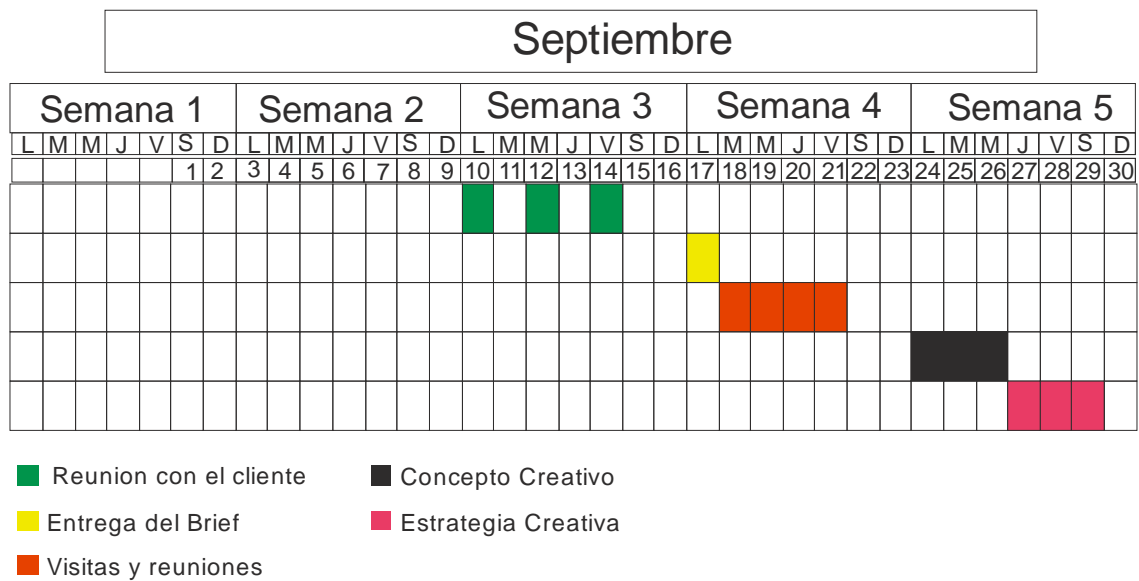 Septiembre
Semana 1 Semana 2 Semana 3 Semana 4 Semana 5
L M M J V S D L M M J V S D L M M J V S D L M M J V S D L M M J V S D
1 2 3 4 5 6 7 8 9 10 11 12 13 14 15 16 17 18 19 20 21 22 23 24 25 26 27 28 29 30
Reunion con el cliente
Entrega del Brief
Visitas y reuniones
Concepto Creativo
Estrategia Creativa